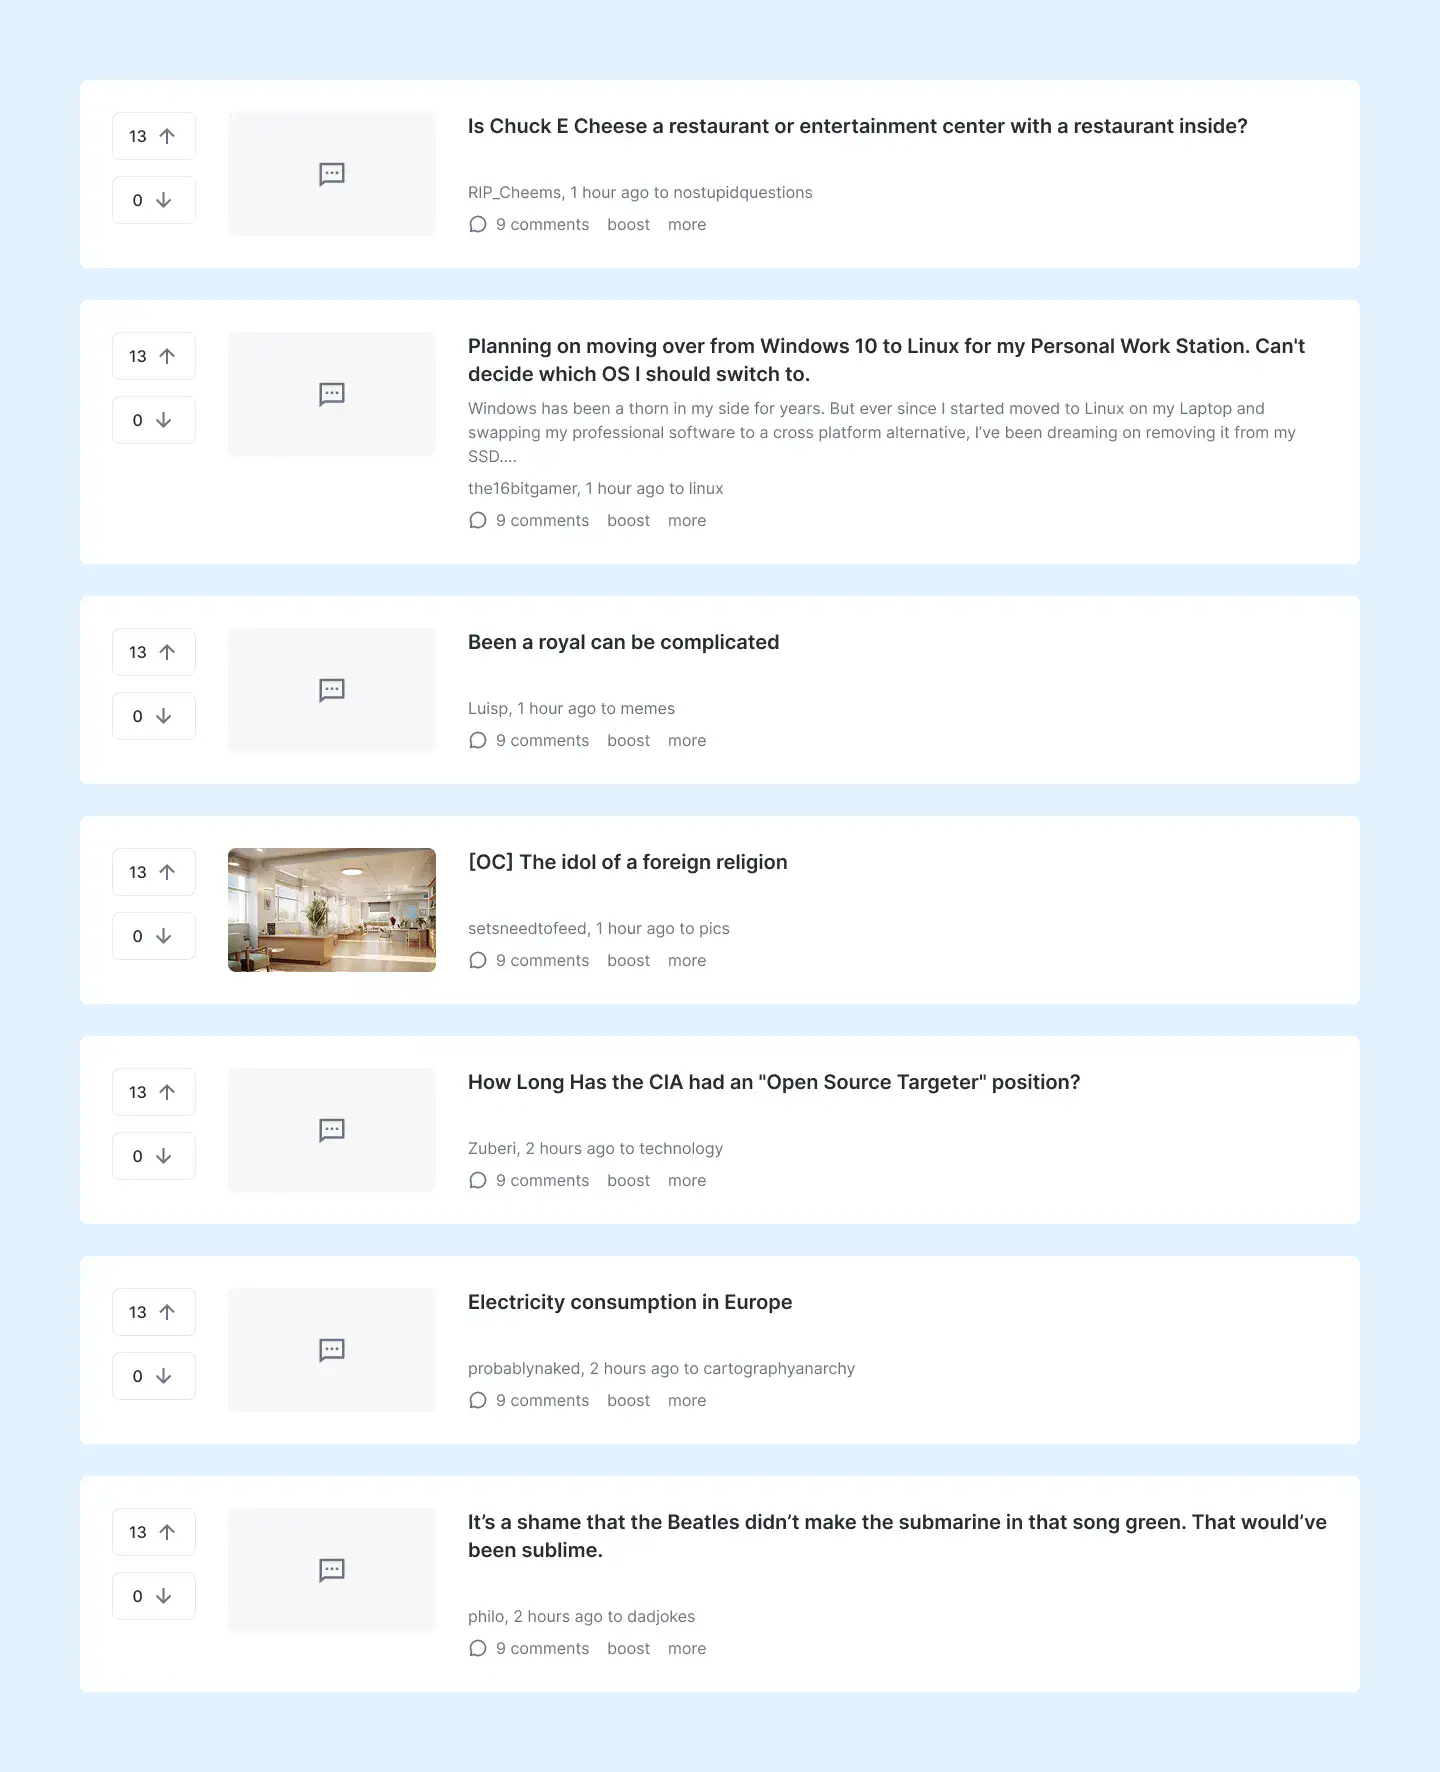 13
0
Is Chuck E Cheese a restaurant or entertainment center with a restaurant inside?
RIP_Cheems, 1 hour ago to nostupidquestions
9 comments boost more
13
0
Planning on moving over from Windows 10 to Linux for my Personal Work Station. Can't
decide which OS I should switch to.
Windows has been a thorn in my side for years. But ever since I started moved to Linux on my Laptop and
swapping my professional software to a cross platform alternative, I’ve been dreaming on removing it from my
SSD....
the16bitgamer, 1 hour ago to linux
9 comments boost more
13
0
Been a royal can be complicated
Luisp, 1 hour ago to memes
9 comments boost more
13
0
[OC] The idol of a foreign religion
setsneedtofeed, 1 hour ago to pics
9 comments boost more
13
0
How Long Has the CIA had an "Open Source Targeter" position?
Zuberi, 2 hours ago to technology
9 comments boost more
13
0
Electricity consumption in Europe
probablynaked, 2 hours ago to cartographyanarchy
9 comments boost more
13
0
It’s a shame that the Beatles didn’t make the submarine in that song green. That would’ve
been sublime.
philo, 2 hours ago to dadjokes
9 comments boost more